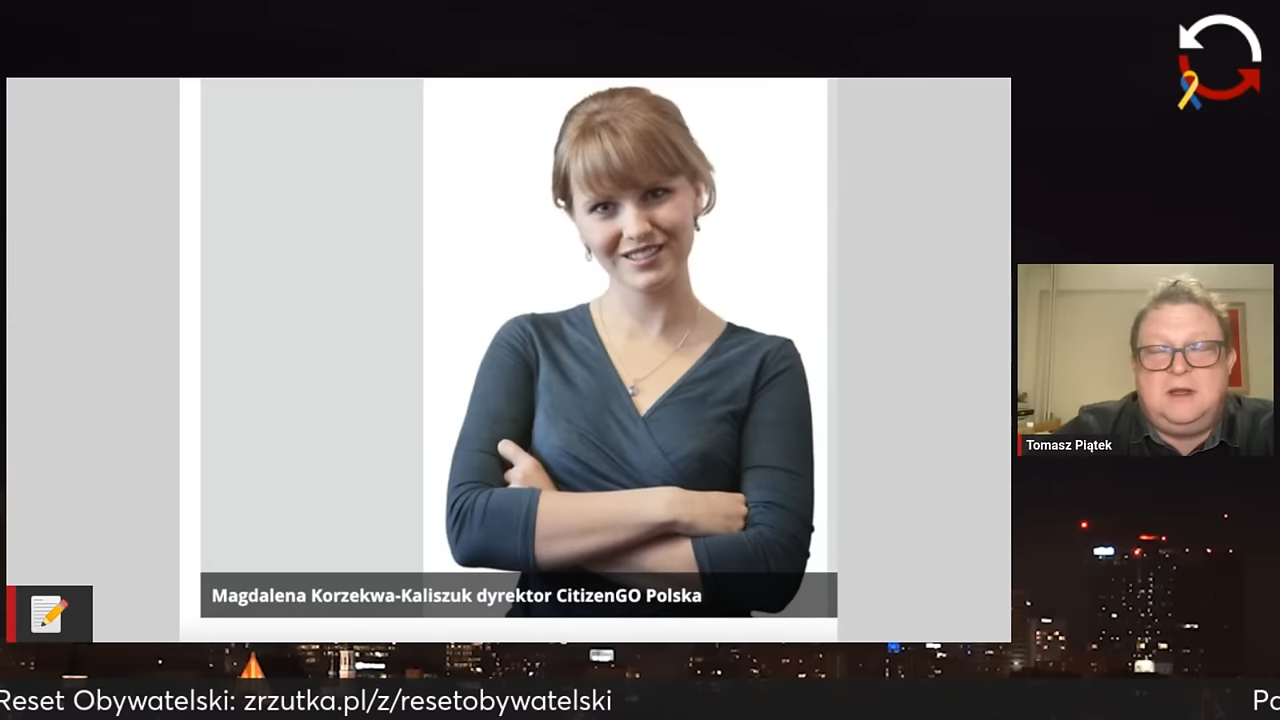 Magdalena Korzekwa-Kaliszuk dyrektor CitizenGO Polska
Tomasz Piątek
Reset Obywatelski: zrzutka.pl/z/resetobywatelski